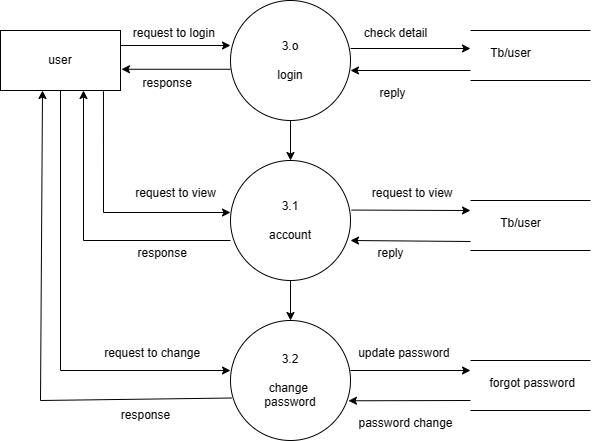 request to login
3.o
check detail
user
login
Tb/user
response
reply
request to view
3.1
request to view
account
Tb/user
response
reply
request to change
3.2
update password
change
password
forgot password
response
password change